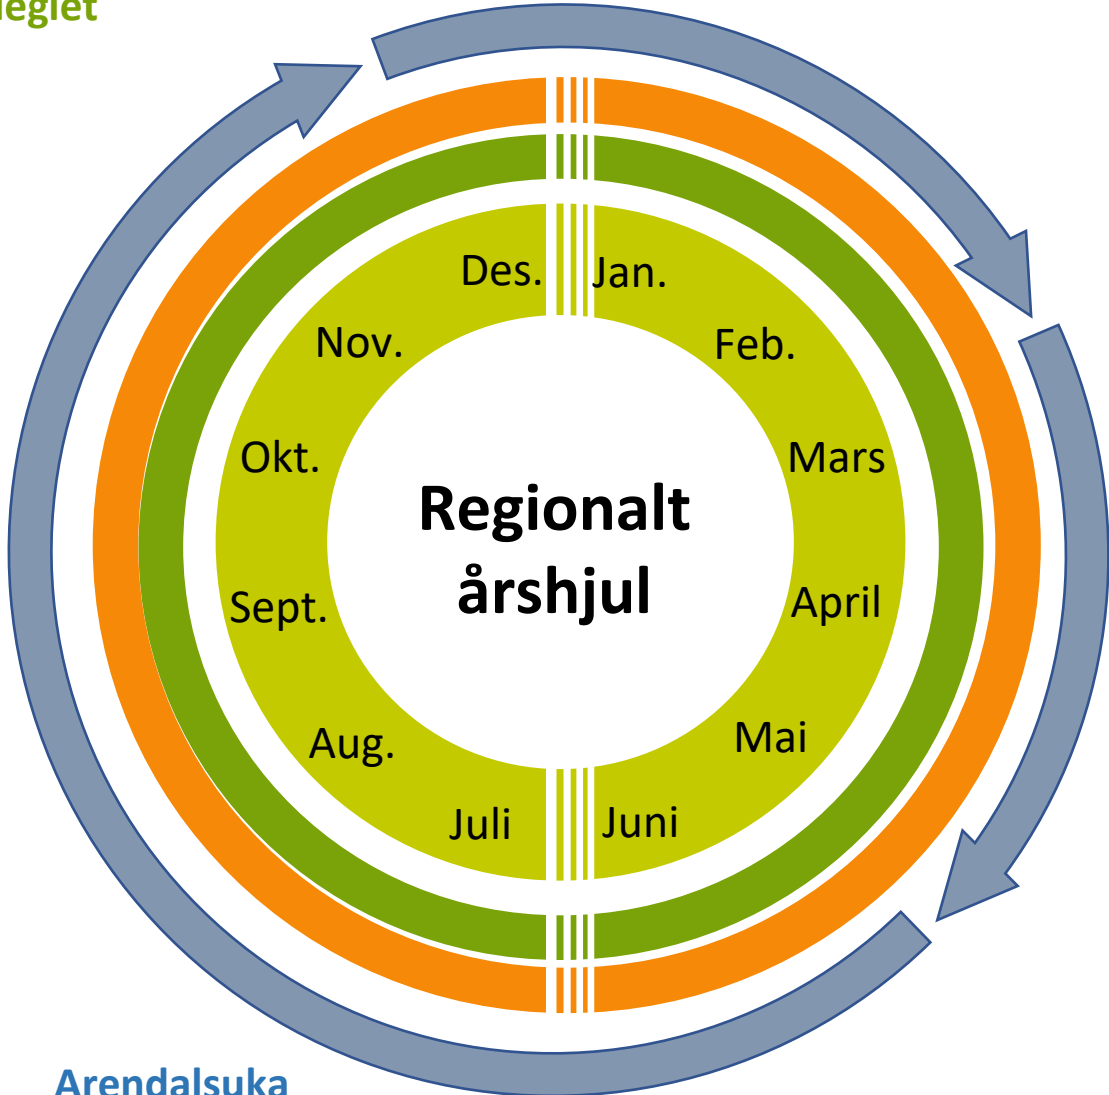 Des.
Jan.
Nov.
Feb.
Okt.
Mars
Regionalt
årshjul
Sept.
April
Aug.
Mai
Juli
Juni
Arendalsuka